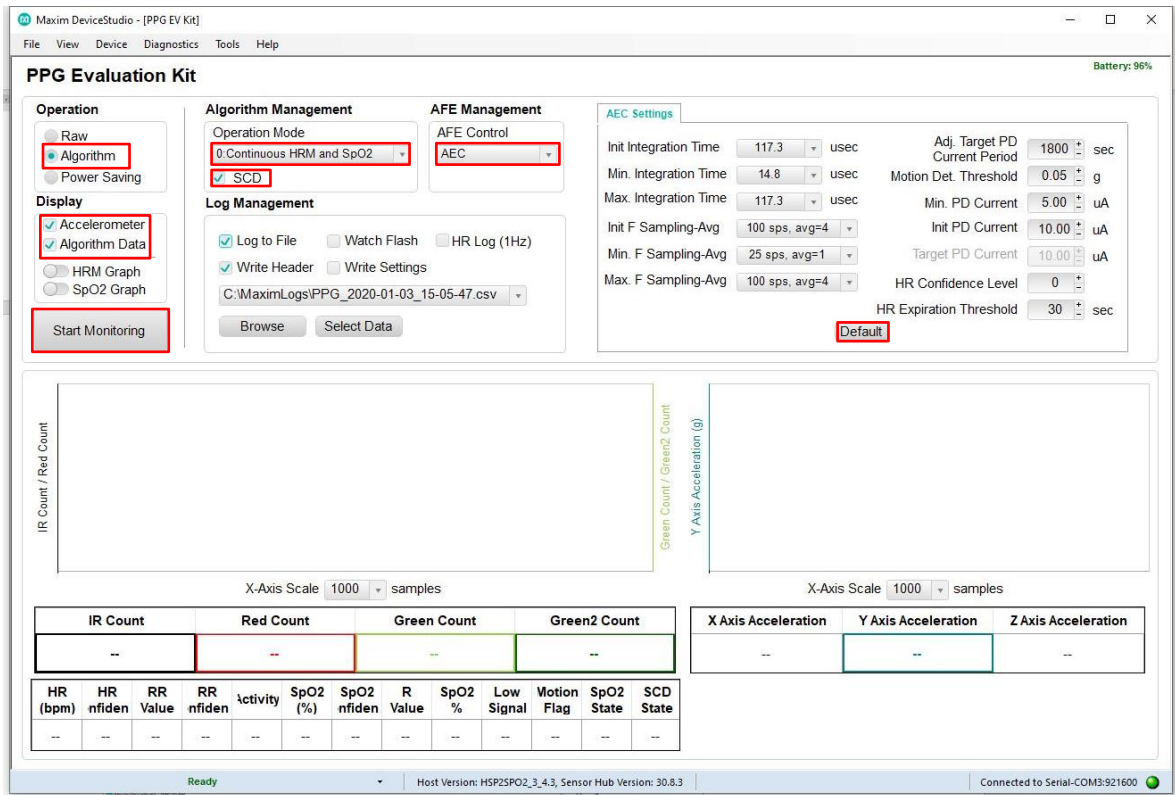 Maxim DeviceStudio - [PPG EV Kit]
File View Device Diagnostics Tools Help
PPG Evaluation Kit
Battery: 96%
Operation
Raw
Algorithm
Power Saving
Display
Accelerometer
Algorithm Data
HRM Graph
SpO2 Graph
Start Monitoring
Algorithm Management
Operation Mode
0:Continuous HRM and SpO2
SCD
AFE Management
AFE Control
AEC
Log Management
Log to File Watch Flash HR Log (1Hz)
Write Header Write Settings
C:\MaximLogs\PPG_2020-01-03_15-05-47.csv
Browse Select Data
AEC Settings
Init Integration Time 117.3 usec
Min. Integration Time 14.8 usec
Max. Integration Time 117.3 usec
Init F Sampling-Avg 100 sps, avg=4
Min. F Sampling-Avg 25 sps, avg=1
Max. F Sampling-Avg 100 sps, avg=4
Adj. Target PD
Current Period 1800 sec
Motion Det. Threshold 0.05 g
Min. PD Current 5.00 uA
Init PD Current 10.00 uA
Target PD Current 10.00 uA
HR Confidence Level 0
HR Expiration Threshold 30 sec
Default
IR Count / Red Count
Green Count / Green2 Count
Y Axis Acceleration (g)
X-Axis Scale 1000 samples
X-Axis Scale 1000 samples
IR Count Red Count Green Count Green2 Count
-- -- -- --
X Axis Acceleration Y Axis Acceleration Z Axis Acceleration
-- -- --
HR HR RR RR Activity SpO2 SpO2 R SpO2 Low Motion SpO2 SCD
(bpm) nfiden Value nfiden (%) nfiden Value % Signal Flag State State
-- -- -- -- -- -- -- -- -- -- -- -- --
Ready
Host Version: HSP2SPO2_3_4.3, Sensor Hub Version: 30.8.3
Connected to Serial-COM3:921600